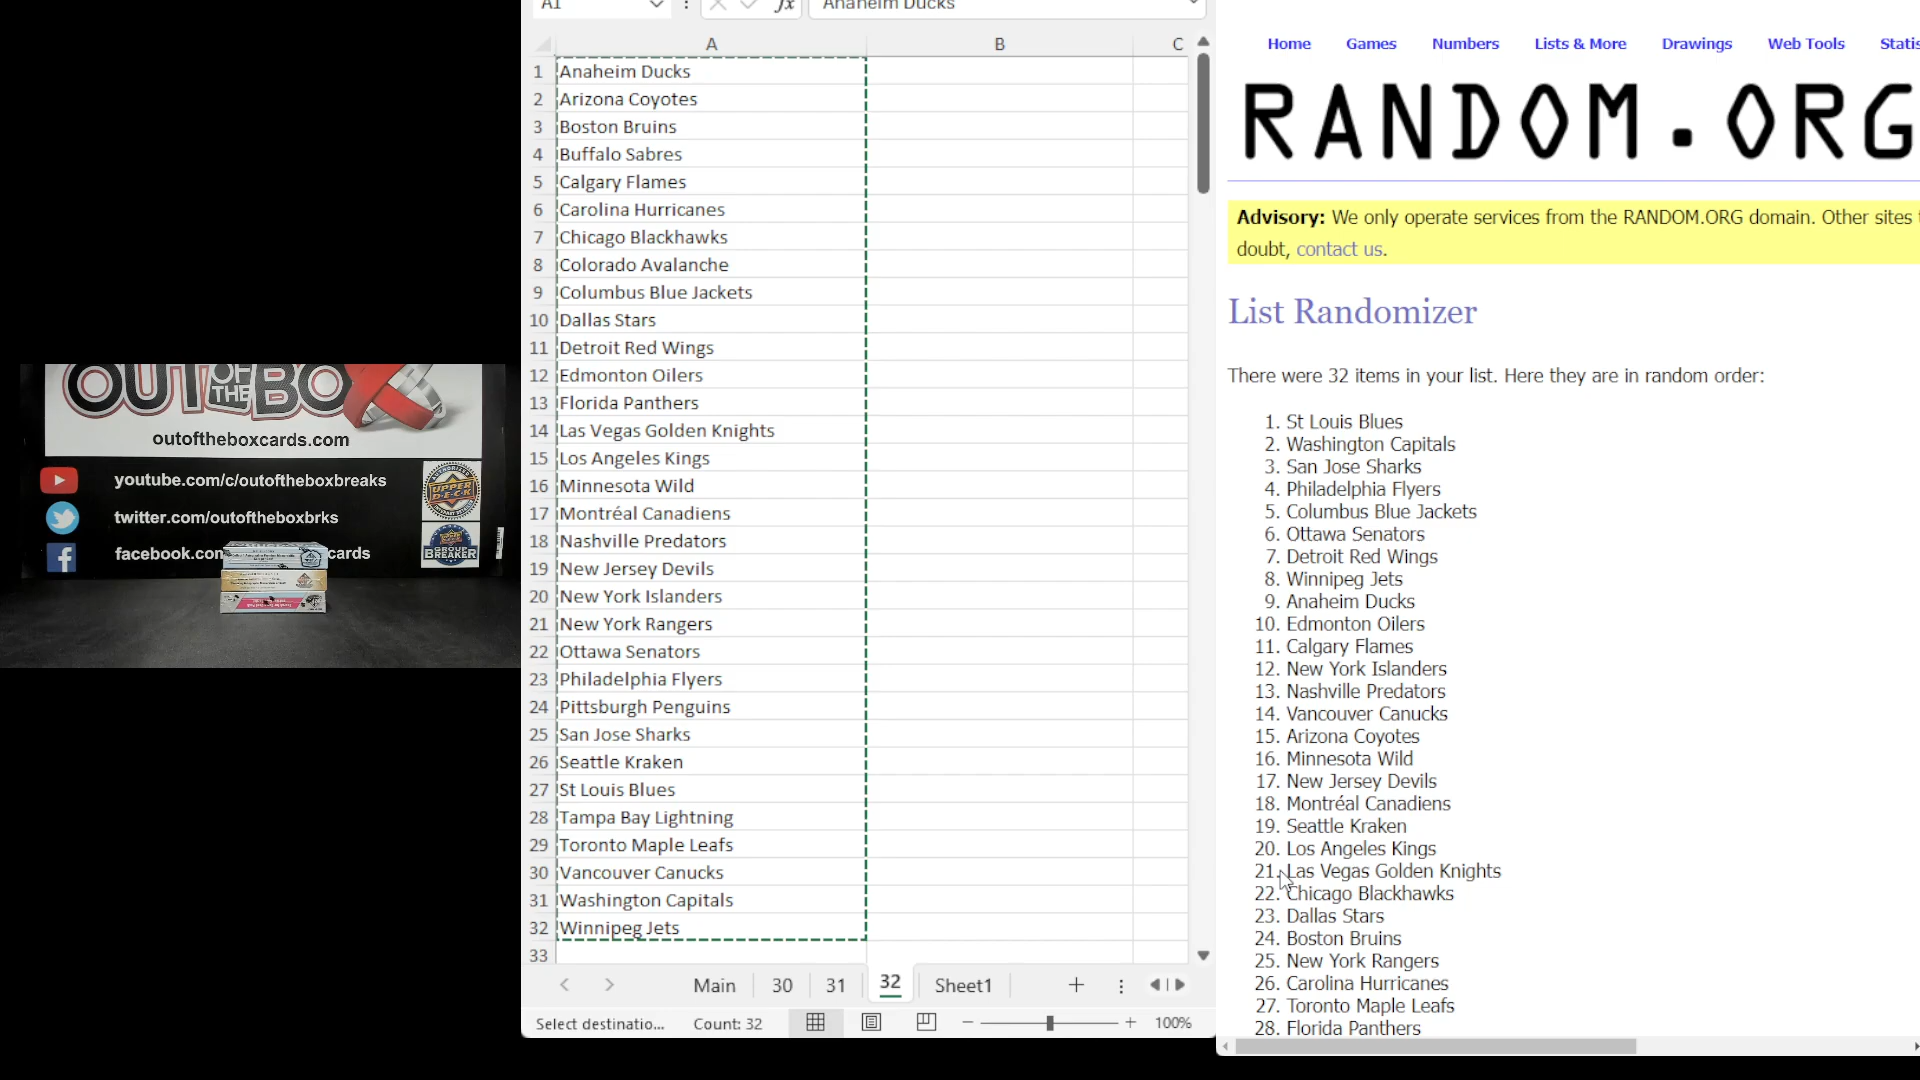 OUT OF THE BO
outoftheboxcards.com
youtube.com/c/outoftheboxbreaks
twitter.com/outoftheboxbrks
facebook.com cards
UPPER DECK
GROUP BREAKER
A1 fx Anaheim Ducks
A B C
1 Anaheim Ducks
2 Arizona Coyotes
3 Boston Bruins
4 Buffalo Sabres
5 Calgary Flames
6 Carolina Hurricanes
7 Chicago Blackhawks
8 Colorado Avalanche
9 Columbus Blue Jackets
10 Dallas Stars
11 Detroit Red Wings
12 Edmonton Oilers
13 Florida Panthers
14 Las Vegas Golden Knights
15 Los Angeles Kings
16 Minnesota Wild
17 Montréal Canadiens
18 Nashville Predators
19 New Jersey Devils
20 New York Islanders
21 New York Rangers
22 Ottawa Senators
23 Philadelphia Flyers
24 Pittsburgh Penguins
25 San Jose Sharks
26 Seattle Kraken
27 St Louis Blues
28 Tampa Bay Lightning
29 Toronto Maple Leafs
30 Vancouver Canucks
31 Washington Capitals
32 Winnipeg Jets
33
Main 30 31 32 Sheet1
Select destinatio... Count: 32 100%
Home Games Numbers Lists & More Drawings Web Tools Statis
RANDOM.ORG
Advisory: We only operate services from the RANDOM.ORG domain. Other sites t
doubt, contact us.
List Randomizer
There were 32 items in your list. Here they are in random order:
1. St Louis Blues
2. Washington Capitals
3. San Jose Sharks
4. Philadelphia Flyers
5. Columbus Blue Jackets
6. Ottawa Senators
7. Detroit Red Wings
8. Winnipeg Jets
9. Anaheim Ducks
10. Edmonton Oilers
11. Calgary Flames
12. New York Islanders
13. Nashville Predators
14. Vancouver Canucks
15. Arizona Coyotes
16. Minnesota Wild
17. New Jersey Devils
18. Montréal Canadiens
19. Seattle Kraken
20. Los Angeles Kings
21. Las Vegas Golden Knights
22. Chicago Blackhawks
23. Dallas Stars
24. Boston Bruins
25. New York Rangers
26. Carolina Hurricanes
27. Toronto Maple Leafs
28. Florida Panthers